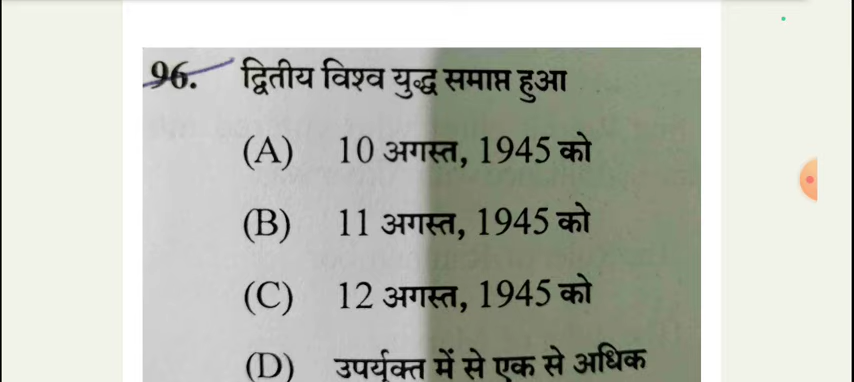 96. द्वितीय विश्व युद्ध समाप्त हुआ
(A) 10 अगस्त, 1945 को
(B) 11 अगस्त, 1945 को
(C) 12 अगस्त, 1945 को
(D) उपर्युक्त में से एक से अधिक